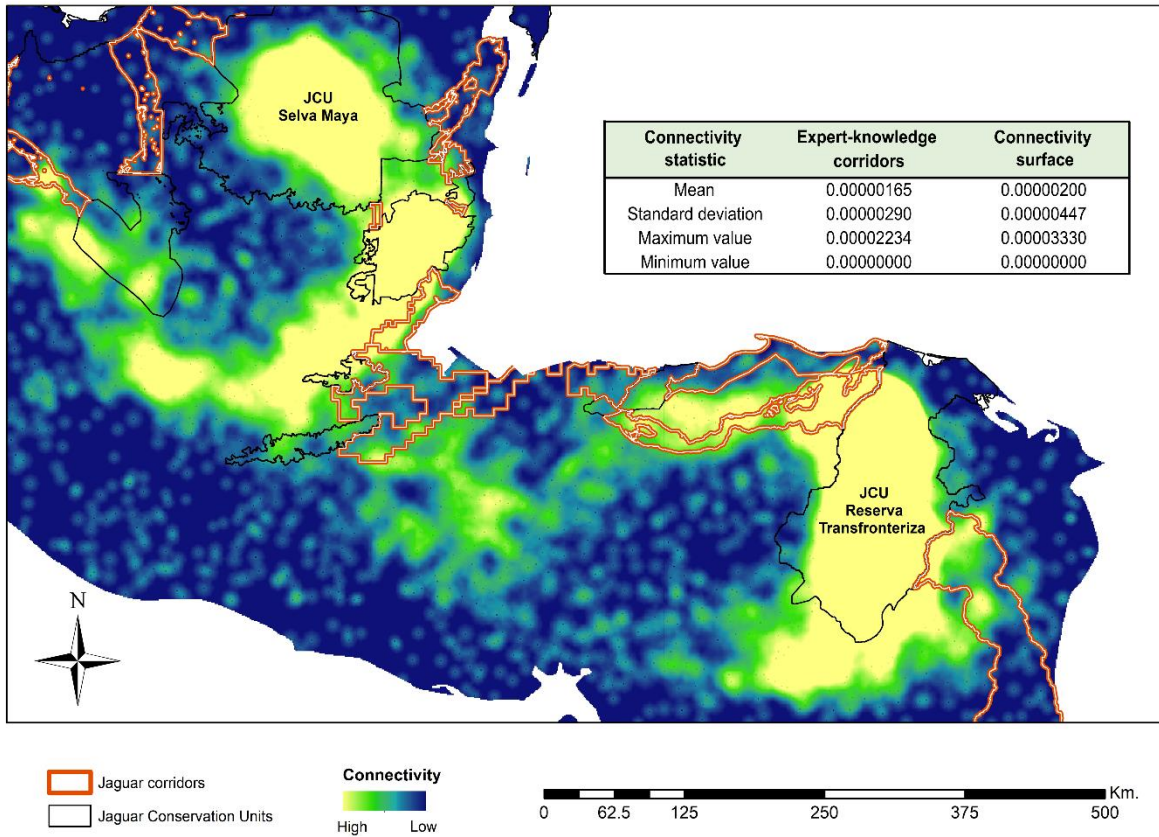 JCU
Selva Maya
Connectivity statistic Expert-knowledge corridors Connectivity surface
Mean 0.00000165 0.00000200
Standard deviation 0.00000290 0.00000447
Maximum value 0.00002234 0.00003330
Minimum value 0.00000000 0.00000000
JCU
Reserva
Transfronteriza
N
Jaguar corridors
Jaguar Conservation Units
Connectivity
High Low
0 62.5 125 250 375 500 Km.